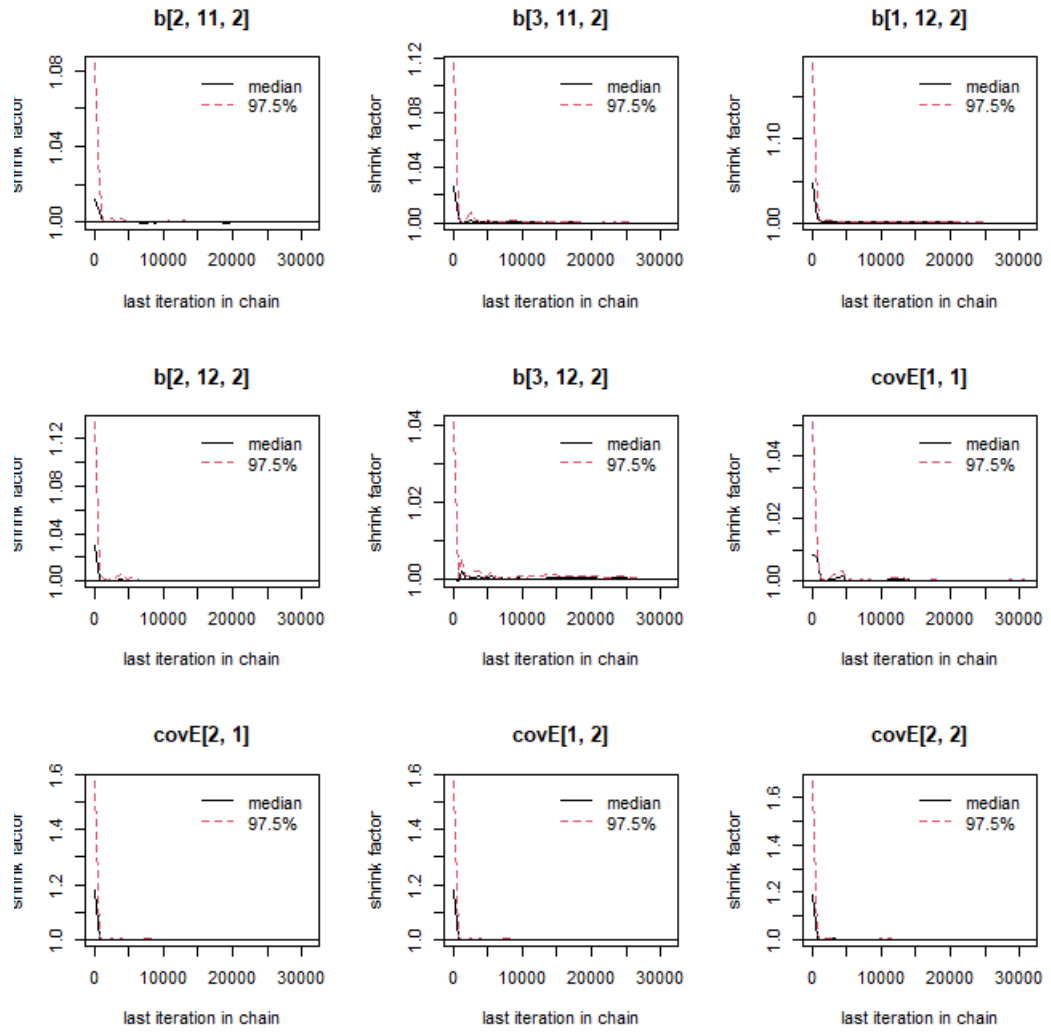 b[2, 11, 2]
shrink factor
1.00 1.04 1.08
median
97.5%
0 10000 20000 30000
last iteration in chain
b[3, 11, 2]
shrink factor
1.00 1.04 1.08 1.12
median
97.5%
0 10000 20000 30000
last iteration in chain
b[1, 12, 2]
shrink factor
1.00 1.10
median
97.5%
0 10000 20000 30000
last iteration in chain
b[2, 12, 2]
shrink factor
1.00 1.04 1.08 1.12
median
97.5%
0 10000 20000 30000
last iteration in chain
b[3, 12, 2]
shrink factor
1.00 1.02 1.04
median
97.5%
0 10000 20000 30000
last iteration in chain
covE[1, 1]
shrink factor
1.00 1.02 1.04
median
97.5%
0 10000 20000 30000
last iteration in chain
covE[2, 1]
shrink factor
1.0 1.2 1.4 1.6
median
97.5%
0 10000 20000 30000
last iteration in chain
covE[1, 2]
shrink factor
1.0 1.2 1.4 1.6
median
97.5%
0 10000 20000 30000
last iteration in chain
covE[2, 2]
shrink factor
1.0 1.2 1.4 1.6
median
97.5%
0 10000 20000 30000
last iteration in chain